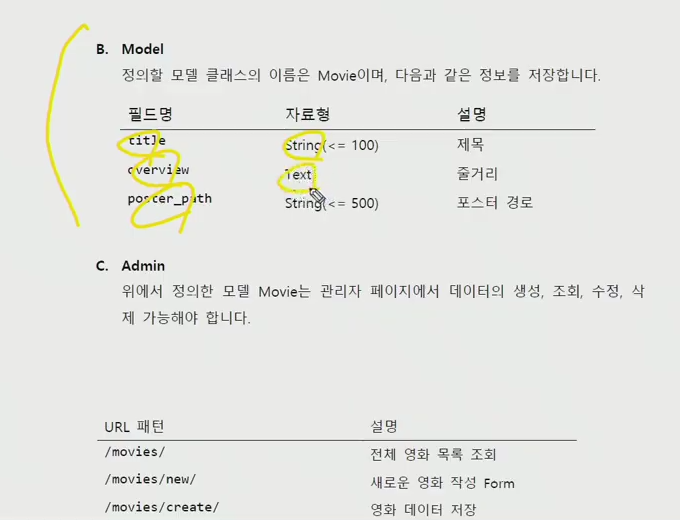 B. Model
정의할 모델 클래스의 이름은 Movie이며, 다음과 같은 정보를 저장합니다.
필드명 자료형 설명
title String(<= 100) 제목
overview Text 줄거리
poster_path String(<= 500) 포스터 경로
C. Admin
위에서 정의한 모델 Movie는 관리자 페이지에서 데이터의 생성, 조회, 수정, 삭
제 가능해야 합니다.
URL 패턴 설명
/movies/ 전체 영화 목록 조회
/movies/new/ 새로운 영화 작성 Form
/movies/create/ 영화 데이터 저장